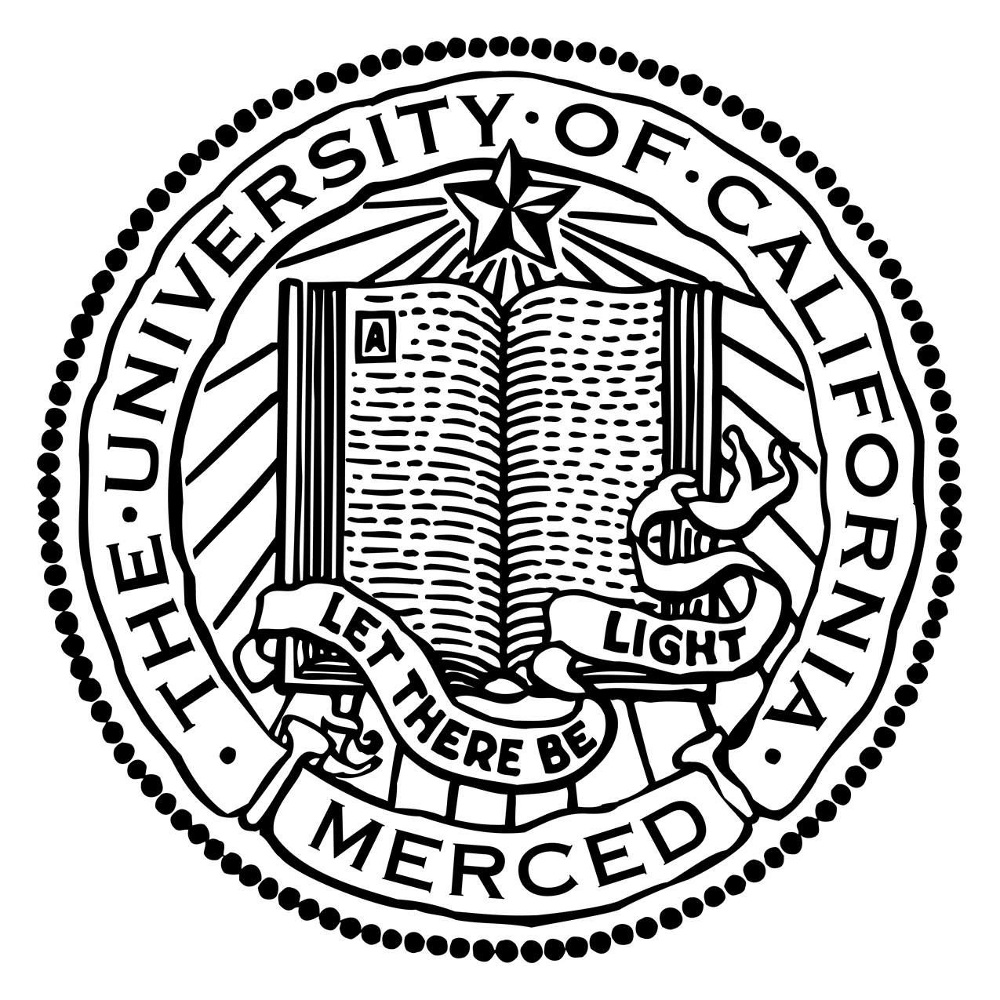 THE·UNIVERSITY·OF·CALIFORNIA
A
LET THERE BE
LIGHT
MERCED